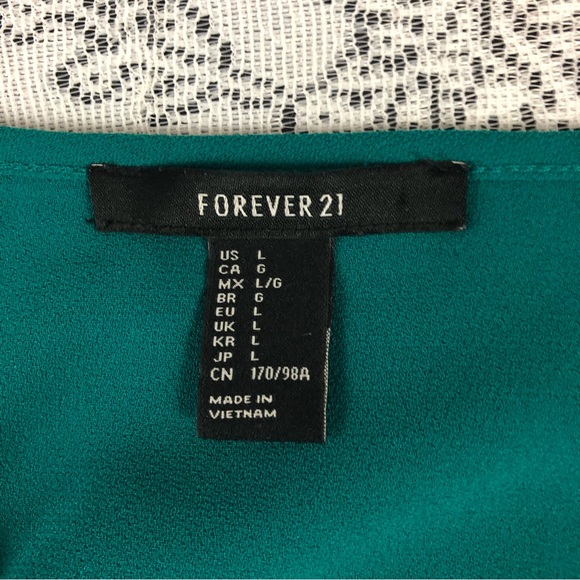 FOREVER 21
US L
CA G
MX L/G
BR G
EU L
UK L
KR L
JP L
CN 170/98A
MADE IN
VIETNAM